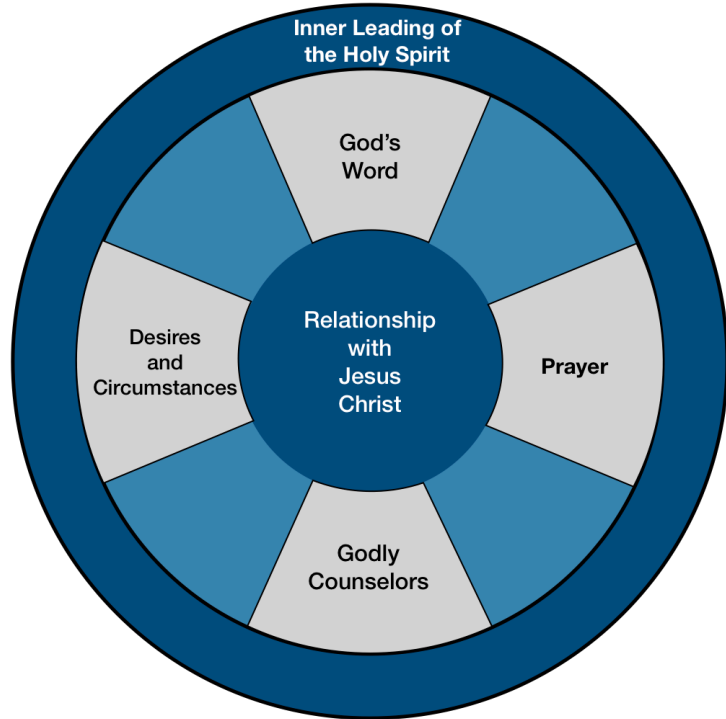 Inner Leading of
the Holy Spirit
God's
Word
Desires
and
Circumstances
Relationship
with
Jesus
Christ
Prayer
Godly
Counselors